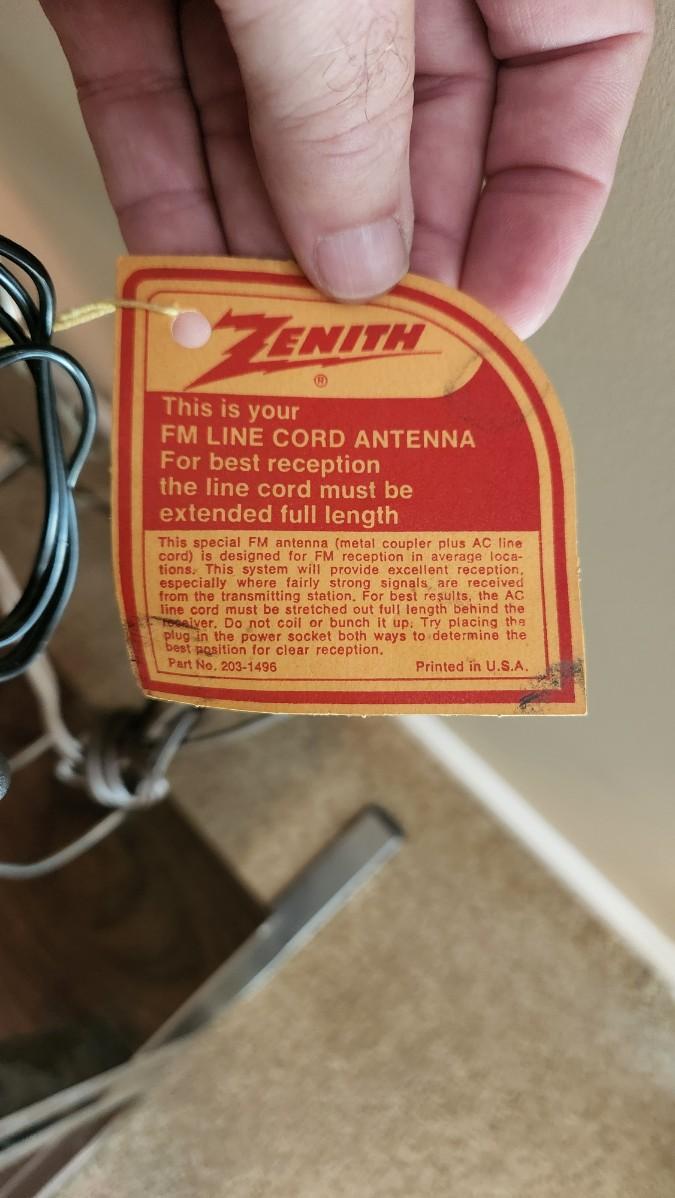 ZENITH
®
This is your
FM LINE CORD ANTENNA
For best reception
the line cord must be
extended full length
This special FM antenna (metal coupler plus AC line
cord) is designed for FM reception in average loca-
tions. This system will provide excellent reception,
especially where fairly strong signals are received
from the transmitting station. For best results, the AC
line cord must be stretched out full length behind the
receiver. Do not coil or bunch it up. Try placing the
plug in the power socket both ways to determine the
best position for clear reception.
Part No. 203-1496 Printed in U.S.A.